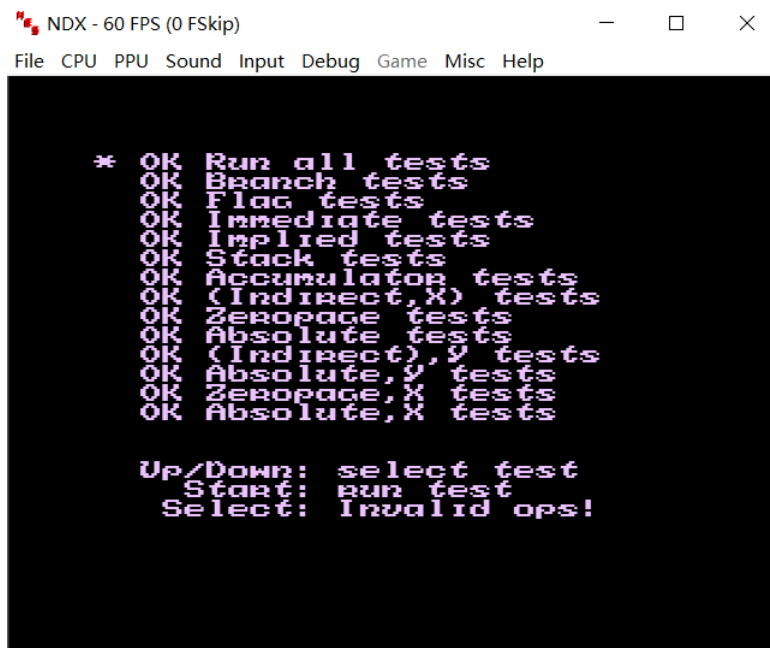 NDX - 60 FPS (0 FSkip)
File CPU PPU Sound Input Debug Game Misc Help
* OK Run all tests
OK Branch tests
OK Flag tests
OK Immediate tests
OK Implied tests
OK Stack tests
OK Accumulator tests
OK (Indirect,X) tests
OK Zeropage tests
OK Absolute tests
OK (Indirect),Y tests
OK Absolute,Y tests
OK Zeropage,X tests
OK Absolute,X tests
Up/Down: select test
Start: run test
Select: Invalid ops!